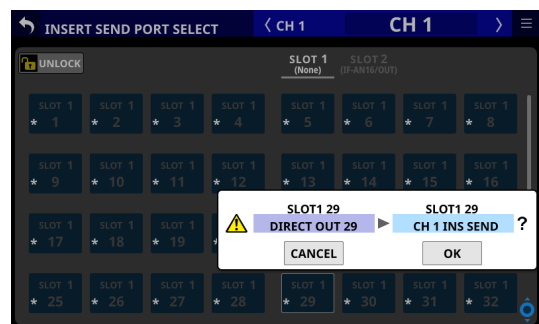 INSERT SEND PORT SELECT
CH 1
CH 1
UNLOCK
SLOT 1
(None)
SLOT 2
(IF-AN16/OUT)
SLOT 1
* 1
SLOT 1
* 2
SLOT 1
* 3
SLOT 1
* 4
SLOT 1
* 5
SLOT 1
* 6
SLOT 1
* 7
SLOT 1
* 8
SLOT 1
* 9
SLOT 1
* 10
SLOT 1
* 11
SLOT 1
* 12
SLOT 1
* 13
SLOT 1
* 14
SLOT 1
* 15
SLOT 1
* 16
SLOT 1
* 17
SLOT 1
* 18
SLOT 1
* 19
*
SLOT1 29
DIRECT OUT 29
SLOT1 29
CH 1 INS SEND
?
CANCEL
OK
SLOT 1
* 25
SLOT 1
* 26
SLOT 1
* 27
SLOT 1
* 28
SLOT 1
* 29
SLOT 1
* 30
SLOT 1
* 31
SLOT 1
* 32